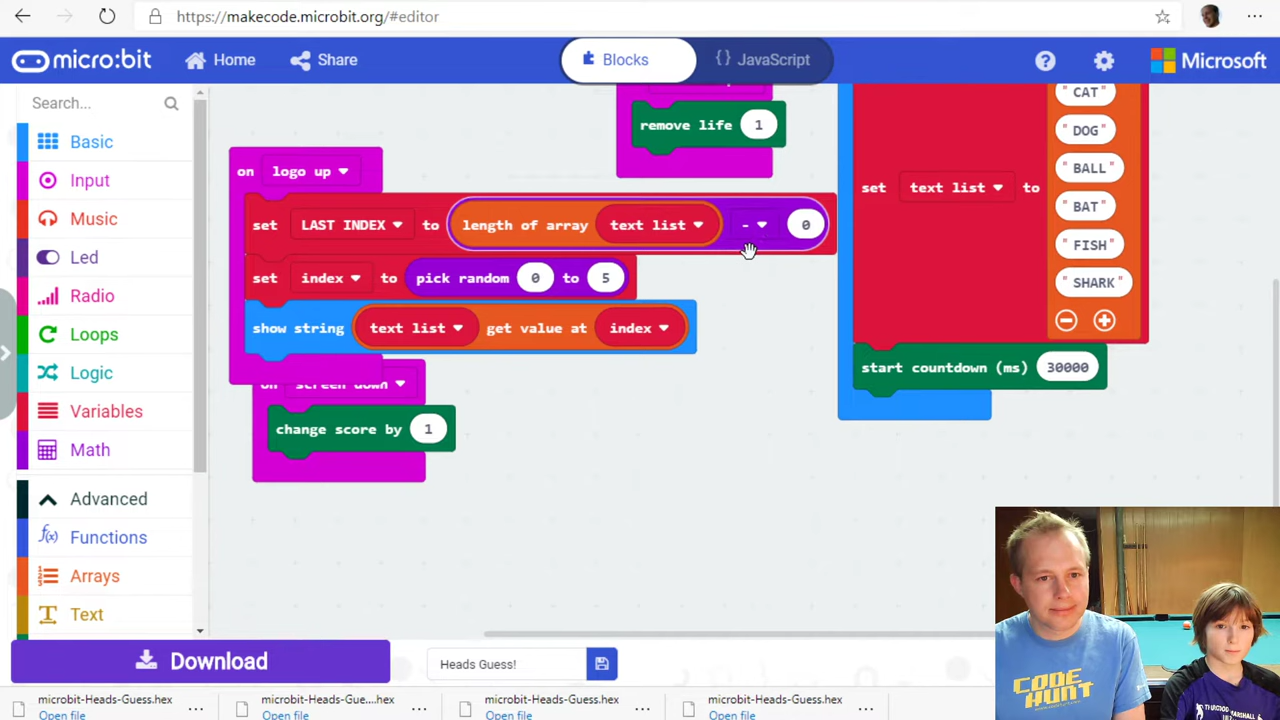 https://makecode.microbit.org/#editor
micro:bit Home Share Blocks {} JavaScript Microsoft
Search...
Basic
Input
Music
Led
Radio
Loops
Logic
Variables
Math
Advanced
Functions
Arrays
Text
remove life 1
on logo up
set LAST INDEX to length of array text list - 0
set index to pick random 0 to 5
show string text list get value at index
on screen down
change score by 1
set text list to
" CAT "
" DOG "
" BALL "
" BAT "
" FISH "
" SHARK "
start countdown (ms) 30000
CODE
HUNT
THURGOOD MARSHALL
Download
Heads Guess!
microbit-Heads-Guess.hex
Open file
microbit-Heads-Gue....hex
Open file
microbit-Heads-Guess.hex
Open file
microbit-Heads-Guess.hex
Open file